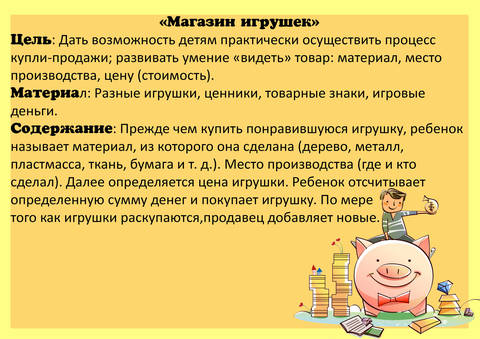 «Магазин игрушек»
Цель: Дать возможность детям практически осуществить процесс
купли-продажи; развивать умение «видеть» товар: материал, место
производства, цену (стоимость).
Материал: Разные игрушки, ценники, товарные знаки, игровые
деньги.
Содержание: Прежде чем купить понравившуюся игрушку, ребенок
называет материал, из которого она сделана (дерево, металл,
пластмасса, ткань, бумага и т. д.). Место производства (где и кто
сделал). Далее определяется цена игрушки. Ребенок отсчитывает
определенную сумму денег и покупает игрушку. По мере
того как игрушки раскупаются,продавец добавляет новые.